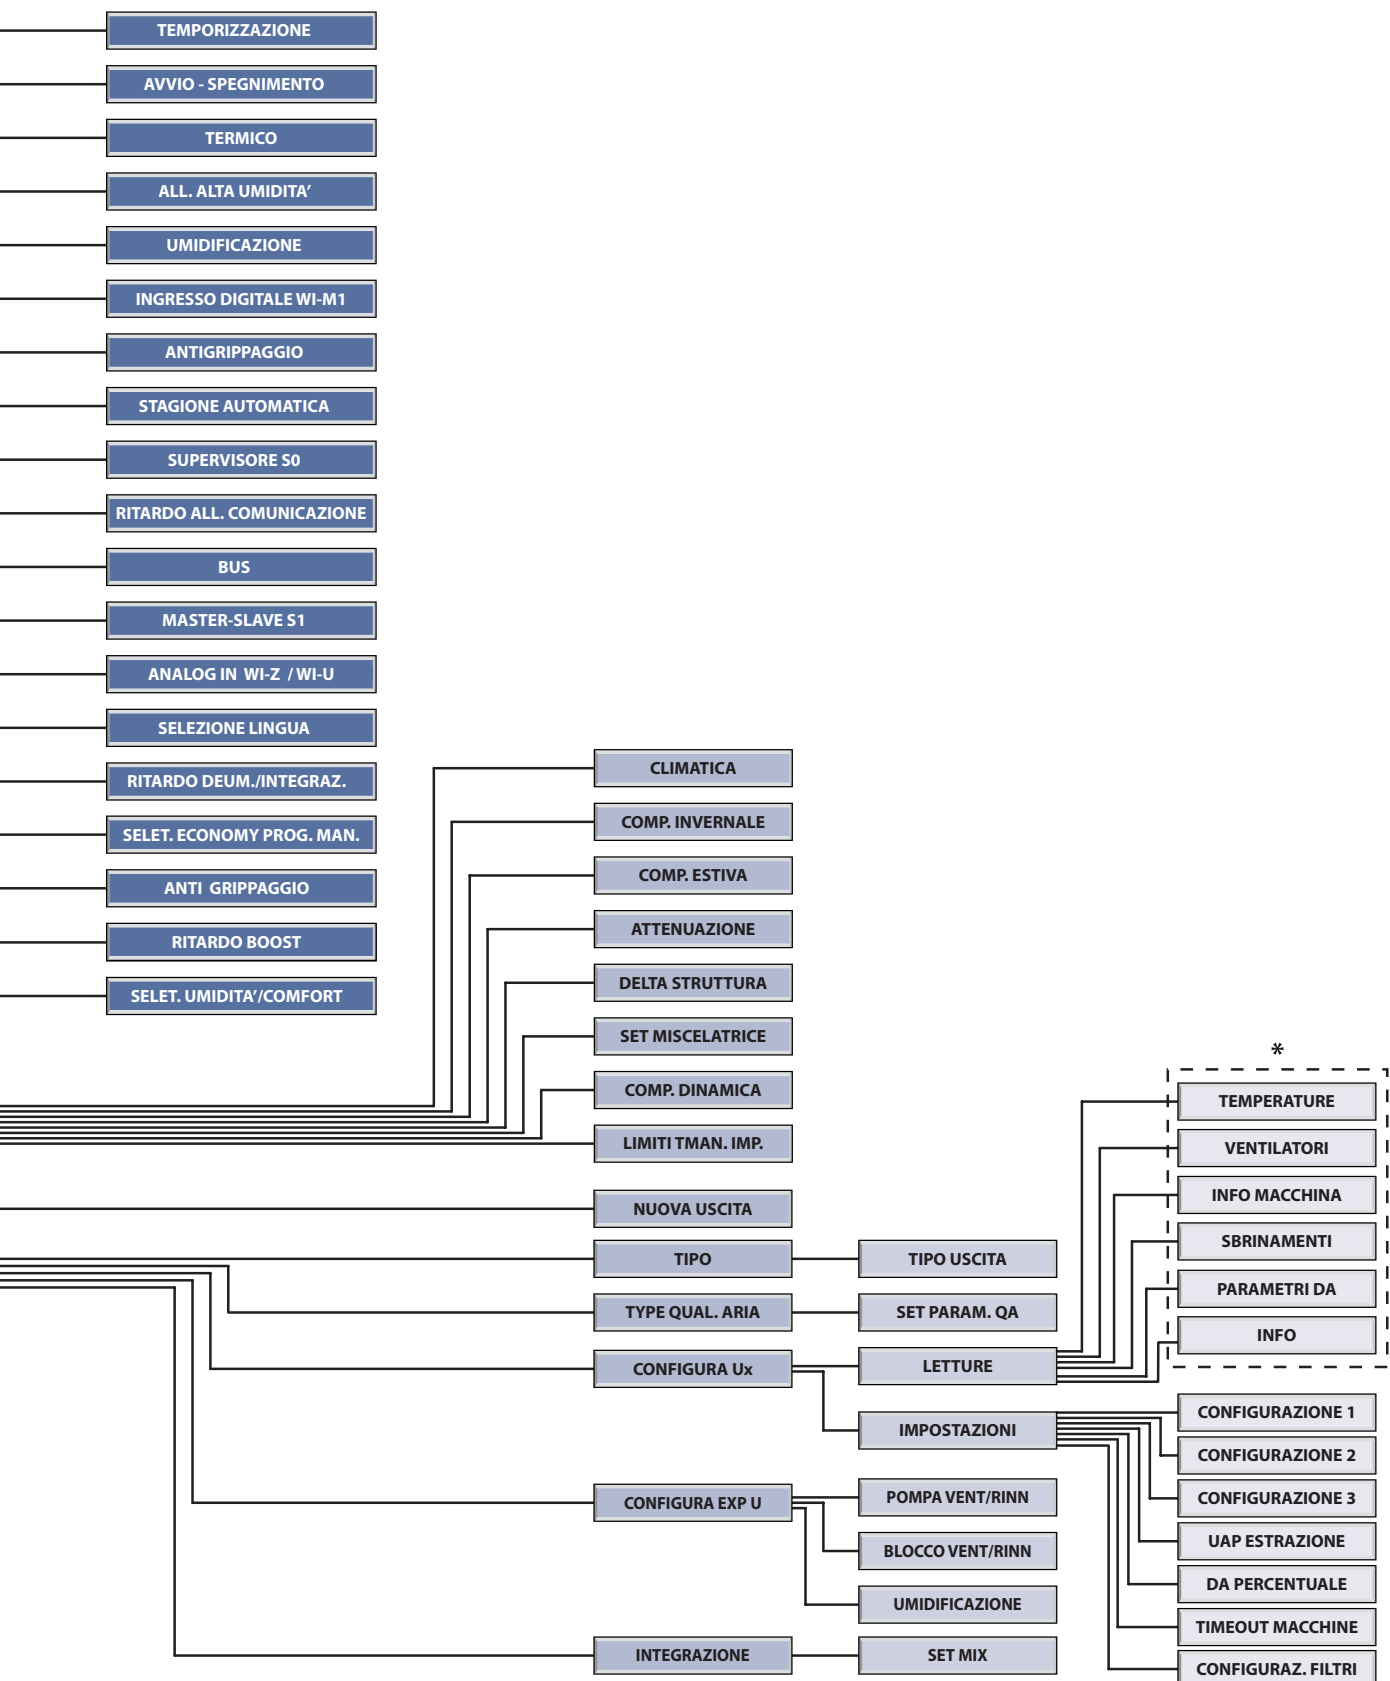 TEMPORIZZAZIONE
AVVIO - SPEGNIMENTO
TERMICO
ALL. ALTA UMIDITA’
UMIDIFICAZIONE
INGRESSO DIGITALE WI-M1
ANTIGRIPPAGGIO
STAGIONE AUTOMATICA
SUPERVISORE S0
RITARDO ALL. COMUNICAZIONE
BUS
MASTER-SLAVE S1
ANALOG IN WI-Z / WI-U
SELEZIONE LINGUA
RITARDO DEUM./INTEGRAZ.
SELET. ECONOMY PROG. MAN.
ANTI GRIPPAGGIO
RITARDO BOOST
SELET. UMIDITA’/COMFORT
CLIMATICA
COMP. INVERNALE
COMP. ESTIVA
ATTENUAZIONE
DELTA STRUTTURA
SET MISCELATRICE
COMP. DINAMICA
LIMITI TMAN. IMP.
NUOVA USCITA
TIPO
TYPE QUAL. ARIA
CONFIGURA Ux
CONFIGURA EXP U
INTEGRAZIONE
TIPO USCITA
SET PARAM. QA
LETTURE
IMPOSTAZIONI
POMPA VENT/RINN
BLOCCO VENT/RINN
UMIDIFICAZIONE
SET MIX
*
TEMPERATURE
VENTILATORI
INFO MACCHINA
SBRINAMENTI
PARAMETRI DA
INFO
CONFIGURAZIONE 1
CONFIGURAZIONE 2
CONFIGURAZIONE 3
UAP ESTRAZIONE
DA PERCENTUALE
TIMEOUT MACCHINE
CONFIGURAZ. FILTRI